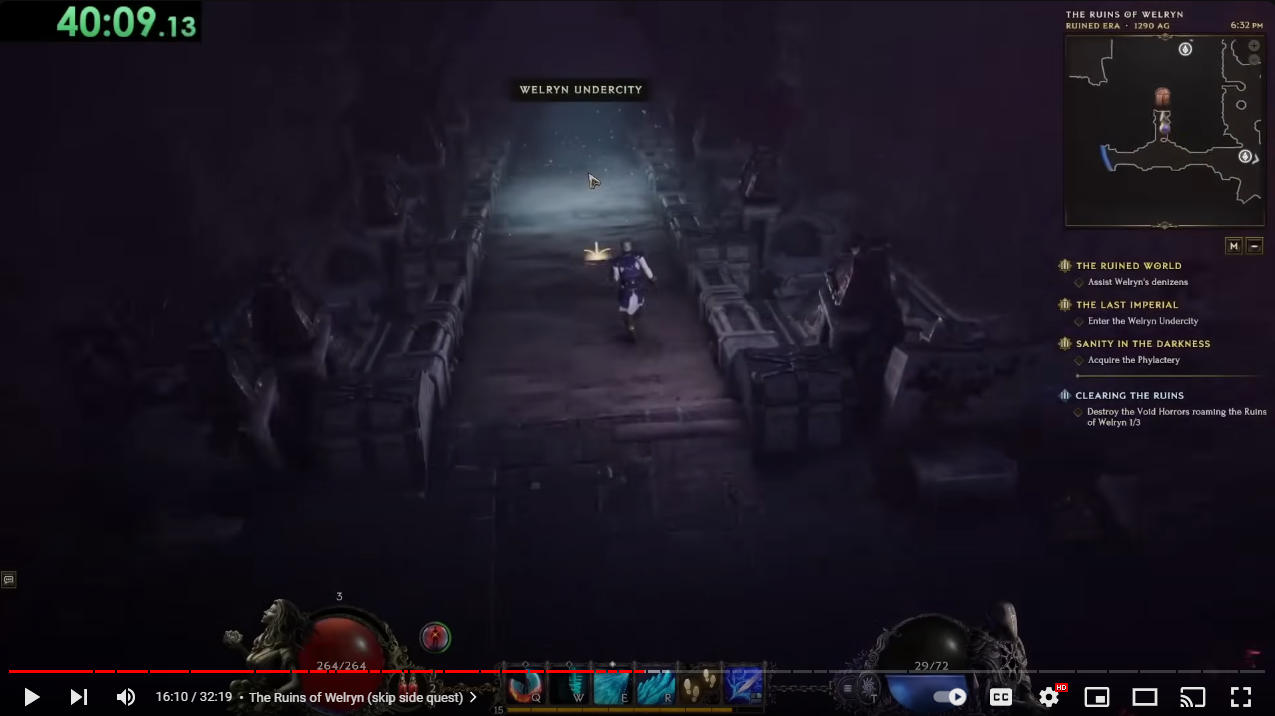 40:09.13
THE RUINS OF WELRYN
RUINED ERA · 1290 AG
6:32 PM
WELRYN UNDERCITY
M
THE RUINED WORLD
Assist Welryn's denizens
THE LAST IMPERIAL
Enter the Welryn Undercity
SANITY IN THE DARKNESS
Acquire the Phylactery
CLEARING THE RUINS
Destroy the Void Horrors roaming the Ruins
of Welryn 1/3
3
264/264
29/72
Q
W
E
R
16:10 / 32:19 • The Ruins of Welryn (skip side quest)
CC
HD
15